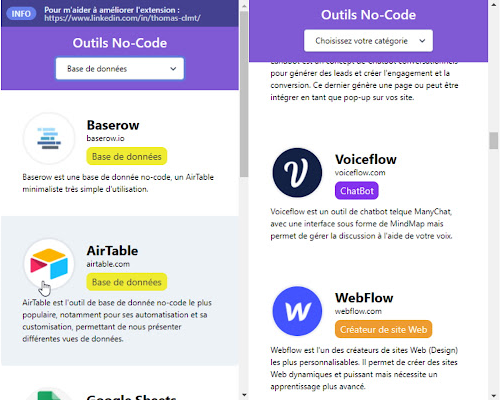 INFO
Pour m'aider à améliorer l'extension :
https://www.linkedin.com/in/thomas-clmt/
Outils No-Code
Base de données
Baserow
baserow.io
Base de données
Baserow est une base de donnée no-code, un AirTable
minimaliste très simple d'utilisation.
AirTable
airtable.com
Base de données
AirTable est l'outil de base de donnée no-code le plus
populaire, notamment pour ses automatisation et sa
customisation, permettant de nous présenter
différentes vues de données.
Google Sheets
Outils No-Code
Choisissez votre catégorie
Landbot est un concept de Chatbot conversationnels
pour générer des leads et créer l'engagement et la
conversion. Ce dernier génère une page ou peut être
intégrer en tant que pop-up sur vos site.
Voiceflow
voiceflow.com
ChatBot
Voiceflow est un outil de chatbot telque ManyChat,
avec une interface sous forme de MindMap mais
permet de gérer la discussion à l'aide de votre voix.
WebFlow
webflow.com
Créateur de site Web
Webflow est l'un des créateurs de sites Web (Design)
les plus personnalisables. Il permet de créer des sites
Web dynamiques et puissant mais nécessite un
apprentissage plus avancé.